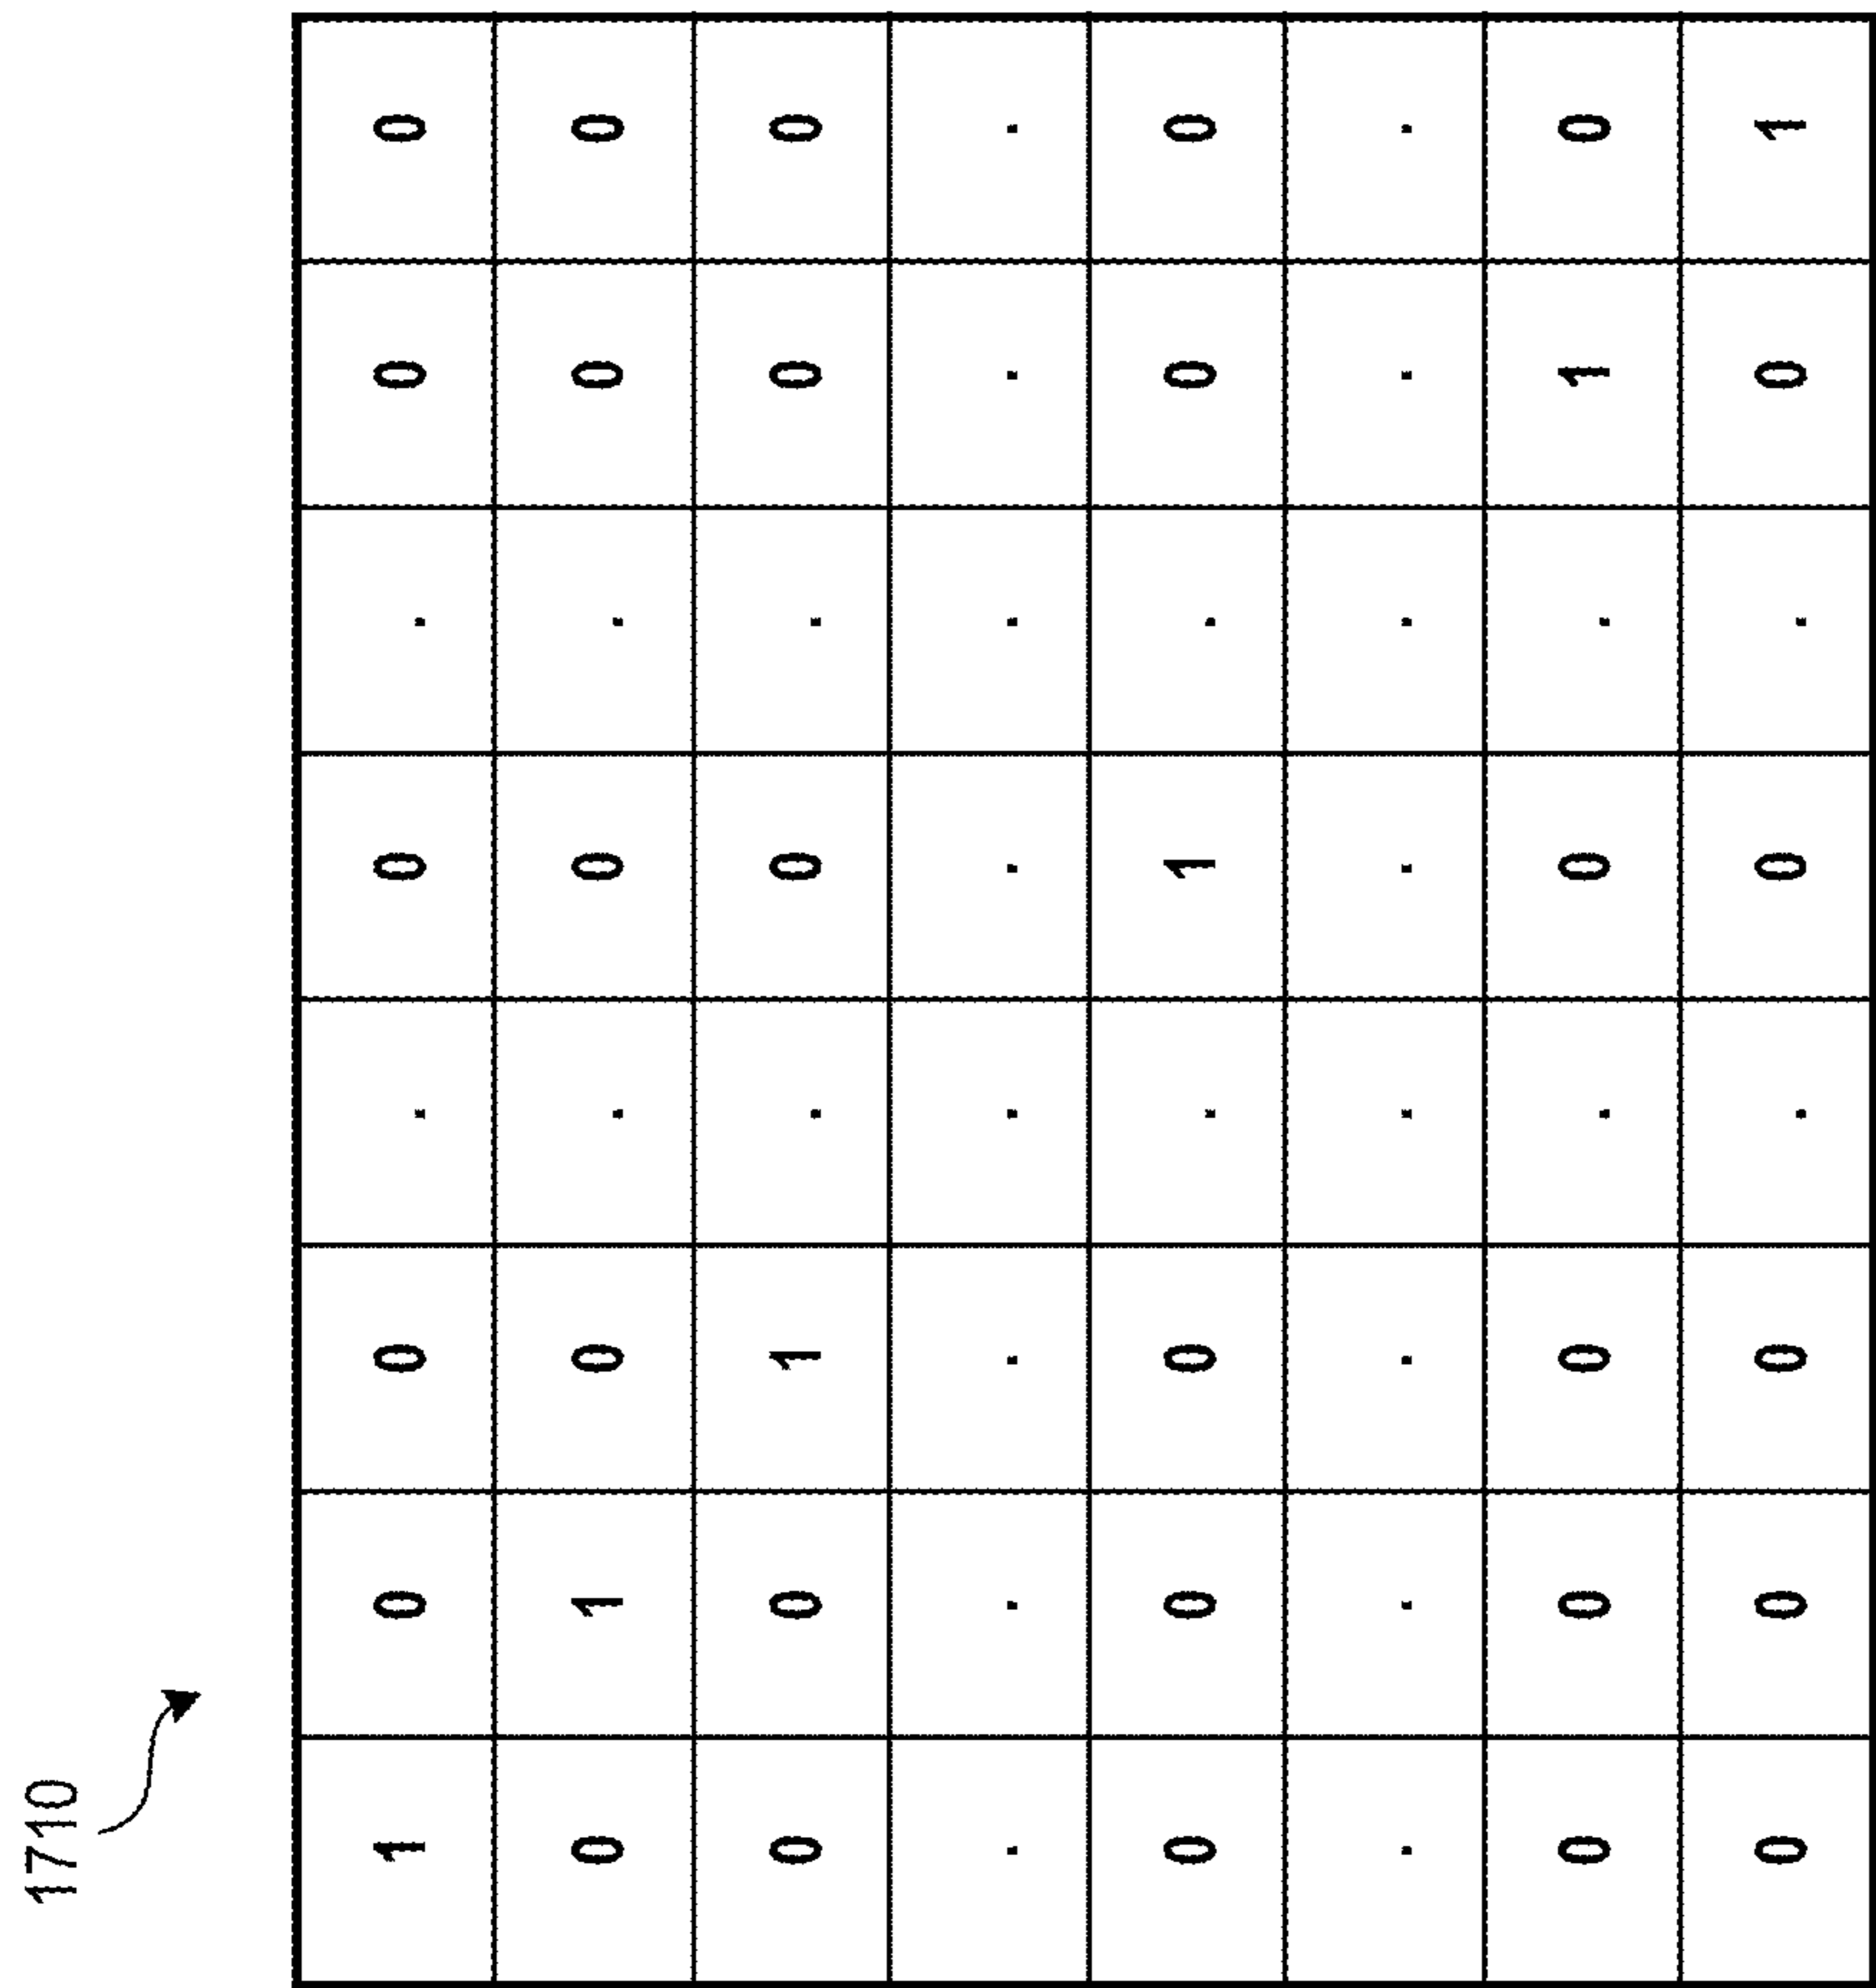 1710
1 0 0 . 0 . 0 0
0 1 0 . 0 . 0 0
0 0 1 . 0 . 0 0
. . . . . . . .
0 0 0 . 1 . 0 0
. . . . . . . .
0 0 0 . 0 . 1 0
0 0 0 . 0 . 0 1